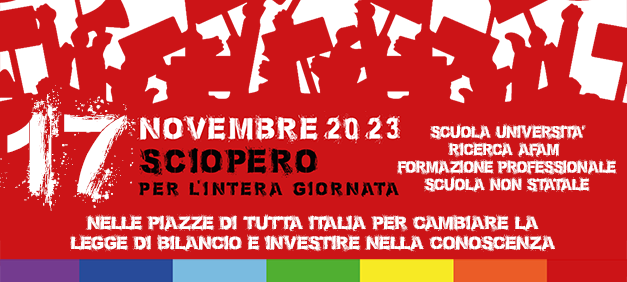 17
NOVEMBRE 2023
SCIOPERO
PER L'INTERA GIORNATA
SCUOLA UNIVERSITA'
RICERCA AFAM
FORMAZIONE PROFESSIONALE
SCUOLA NON STATALE
NELLE PIAZZE DI TUTTA ITALIA PER CAMBIARE LA
LEGGE DI BILANCIO E INVESTIRE NELLA CONOSCENZA